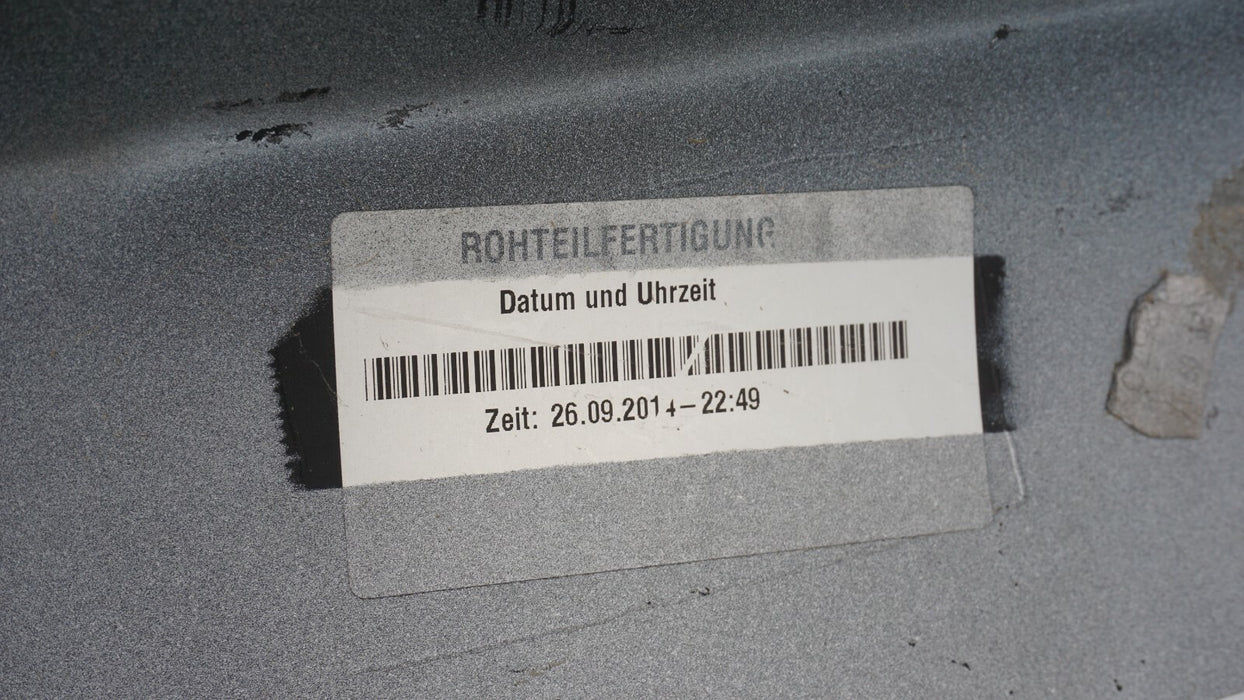 ROHTEILFERTIGUNG
Datum und Uhrzeit
Zeit: 26.09.2014–22:49